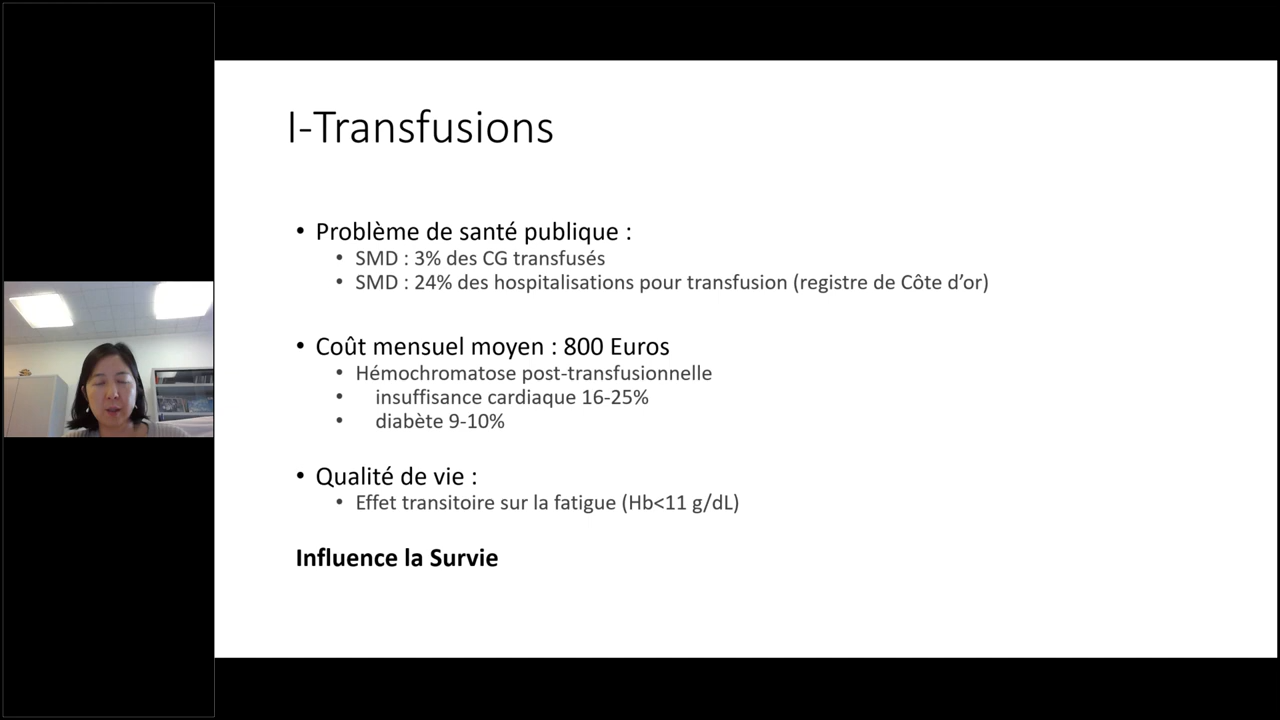 I-Transfusions
• Problème de santé publique :
• SMD : 3% des CG transfusés
• SMD : 24% des hospitalisations pour transfusion (registre de Côte d’or)
• Coût mensuel moyen : 800 Euros
• Hémochromatose post-transfusionnelle
• insuffisance cardiaque 16-25%
• diabète 9-10%
• Qualité de vie :
• Effet transitoire sur la fatigue (Hb<11 g/dL)
Influence la Survie